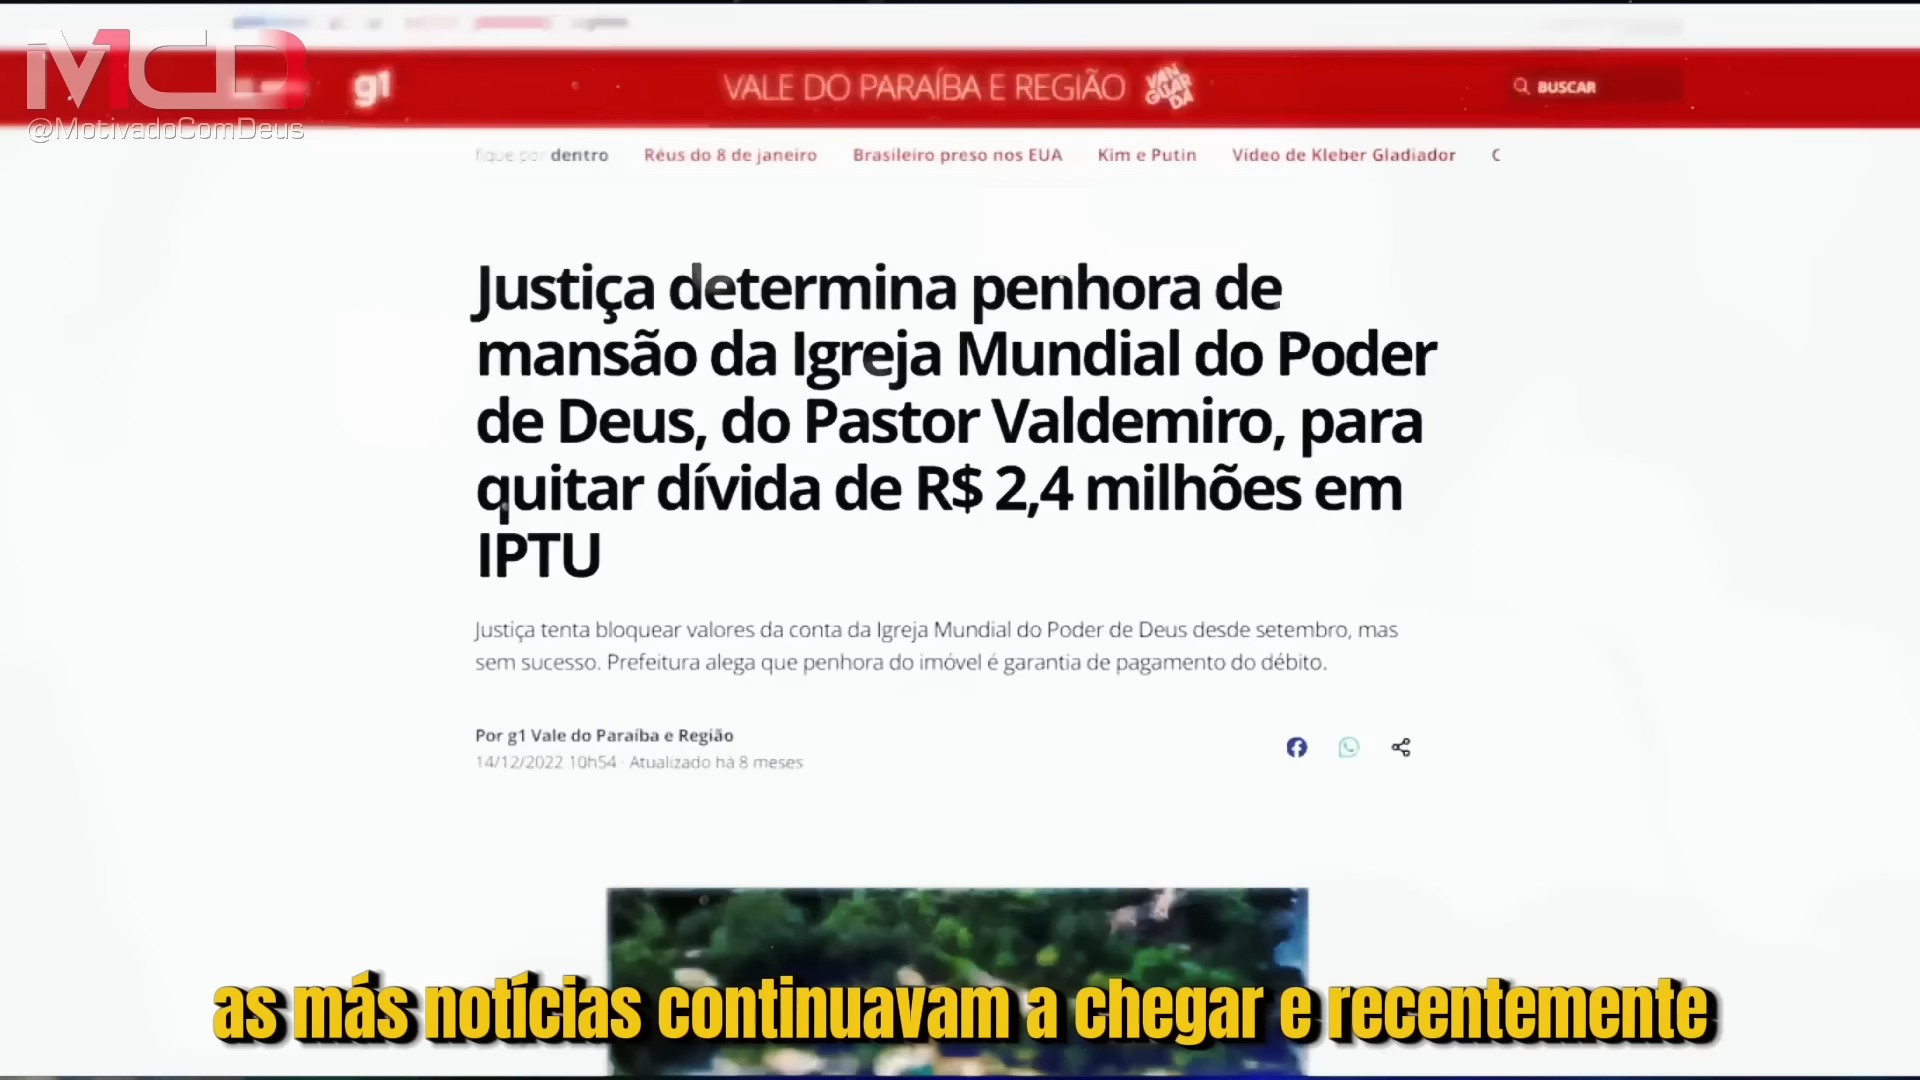 MCD
@MotivadoComDeus
g1
VALE DO PARAÍBA E REGIÃO
VAN
GUAR
DA
BUSCAR
fique por dentro
Réus do 8 de janeiro
Brasileiro preso nos EUA
Kim e Putin
Vídeo de Kleber Gladiador
C
Justiça determina penhora de
mansão da Igreja Mundial do Poder
de Deus, do Pastor Valdemiro, para
quitar dívida de R$ 2,4 milhões em
IPTU
Justiça tenta bloquear valores da conta da Igreja Mundial do Poder de Deus desde setembro, mas
sem sucesso. Prefeitura alega que penhora do imóvel é garantia de pagamento do débito.
Por g1 Vale do Paraíba e Região
14/12/2022 10h54 · Atualizado há 8 meses
as más notícias continuavam a chegar e recentemente